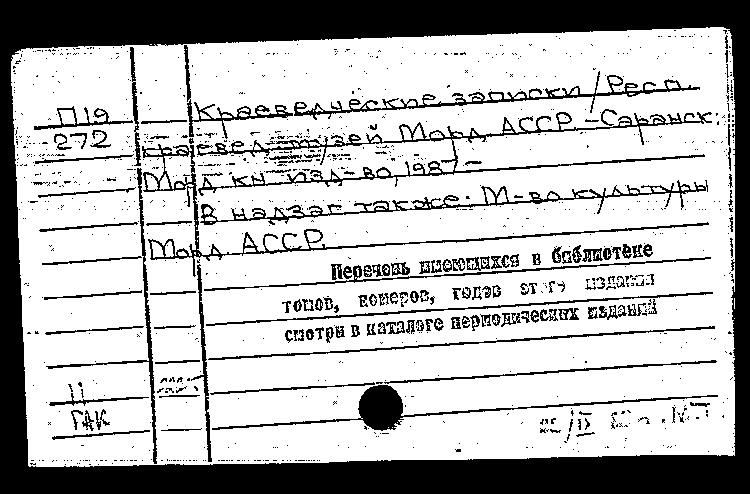 П19
272
Краеведческие записки / Респ.
краевед. музей Морд АССР. - Саранск:
Морд кн изд-во, 1987 -
В надзаг также: М-во культуры
Морд АССР.
Перечень имеющихся в библиотеке
томов, номеров, годов этого издания
смотри в каталоге периодических изданий
11
ГАК